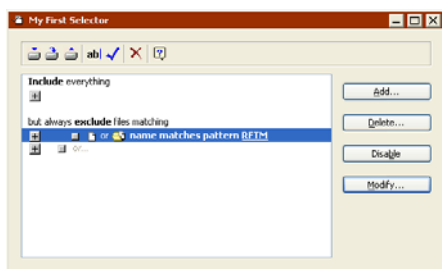 My First Selector
ab|
Include everything
but always exclude files matching
or name matches pattern RFTM
or...
Add...
Delete...
Disable
Modify...